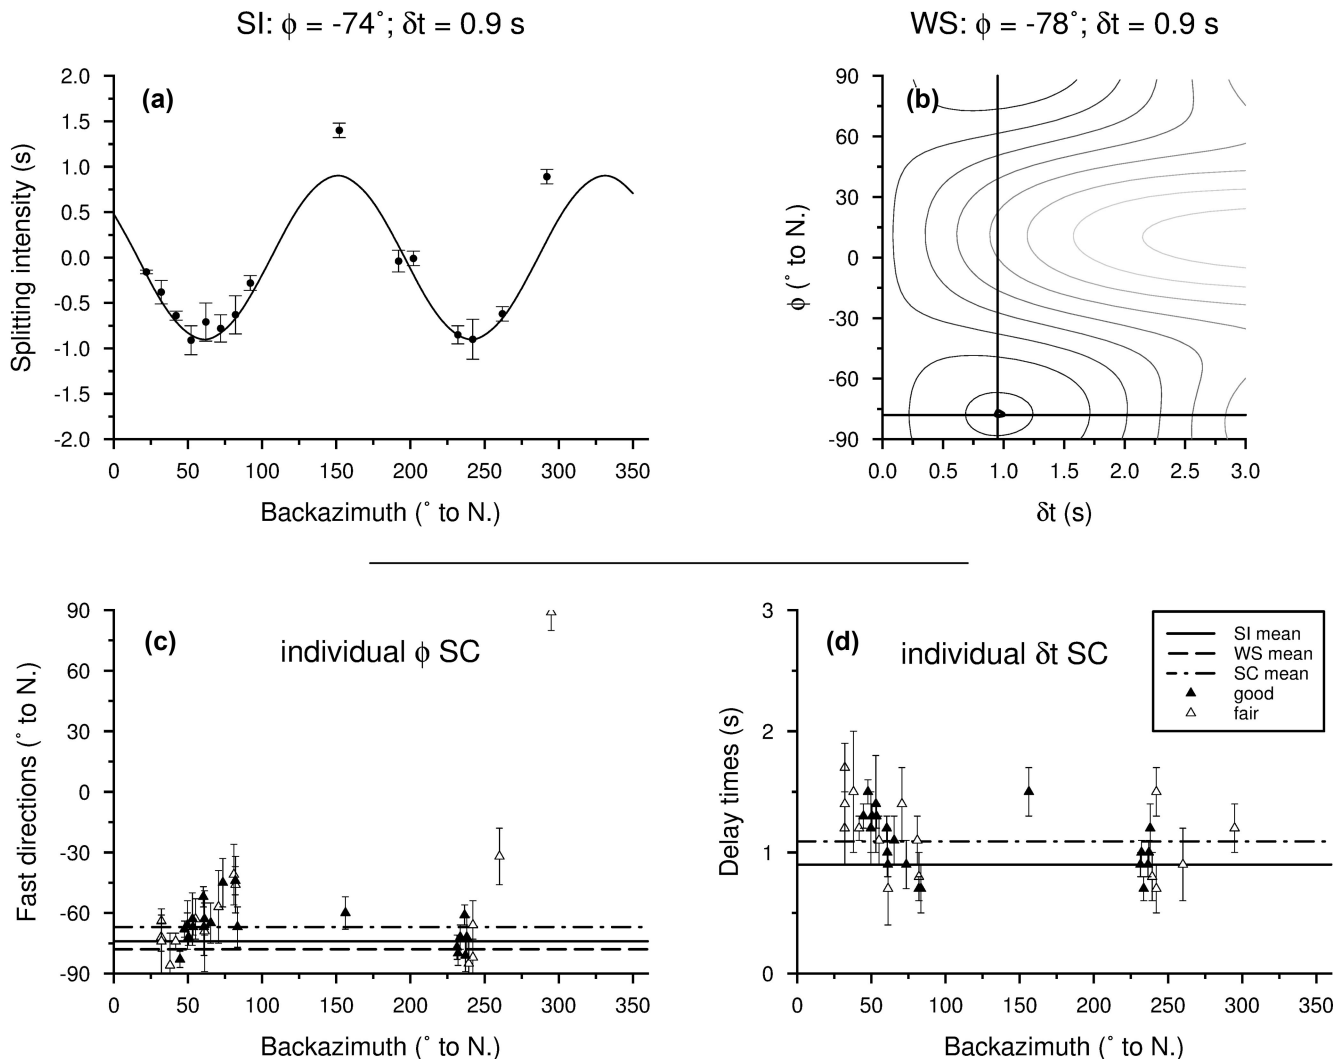 SI: ϕ = -74˚; δt = 0.9 s
WS: ϕ = -78˚; δt = 0.9 s
(a)
Splitting intensity (s)
2.0
1.5
1.0
0.5
0.0
-0.5
-1.0
-1.5
-2.0
0 50 100 150 200 250 300 350
Backazimuth (˚ to N.)
(b)
ϕ (˚ to N.)
90
60
30
0
-30
-60
-90
0.0 0.5 1.0 1.5 2.0 2.5 3.0
δt (s)
(c)
individual ϕ SC
Fast directions (˚ to N.)
90
60
30
0
-30
-60
-90
0 50 100 150 200 250 300 350
Backazimuth (˚ to N.)
(d)
individual δt SC
Delay times (s)
3
2
1
0
0 50 100 150 200 250 300 350
Backazimuth (˚ to N.)
SI mean
WS mean
SC mean
good
fair